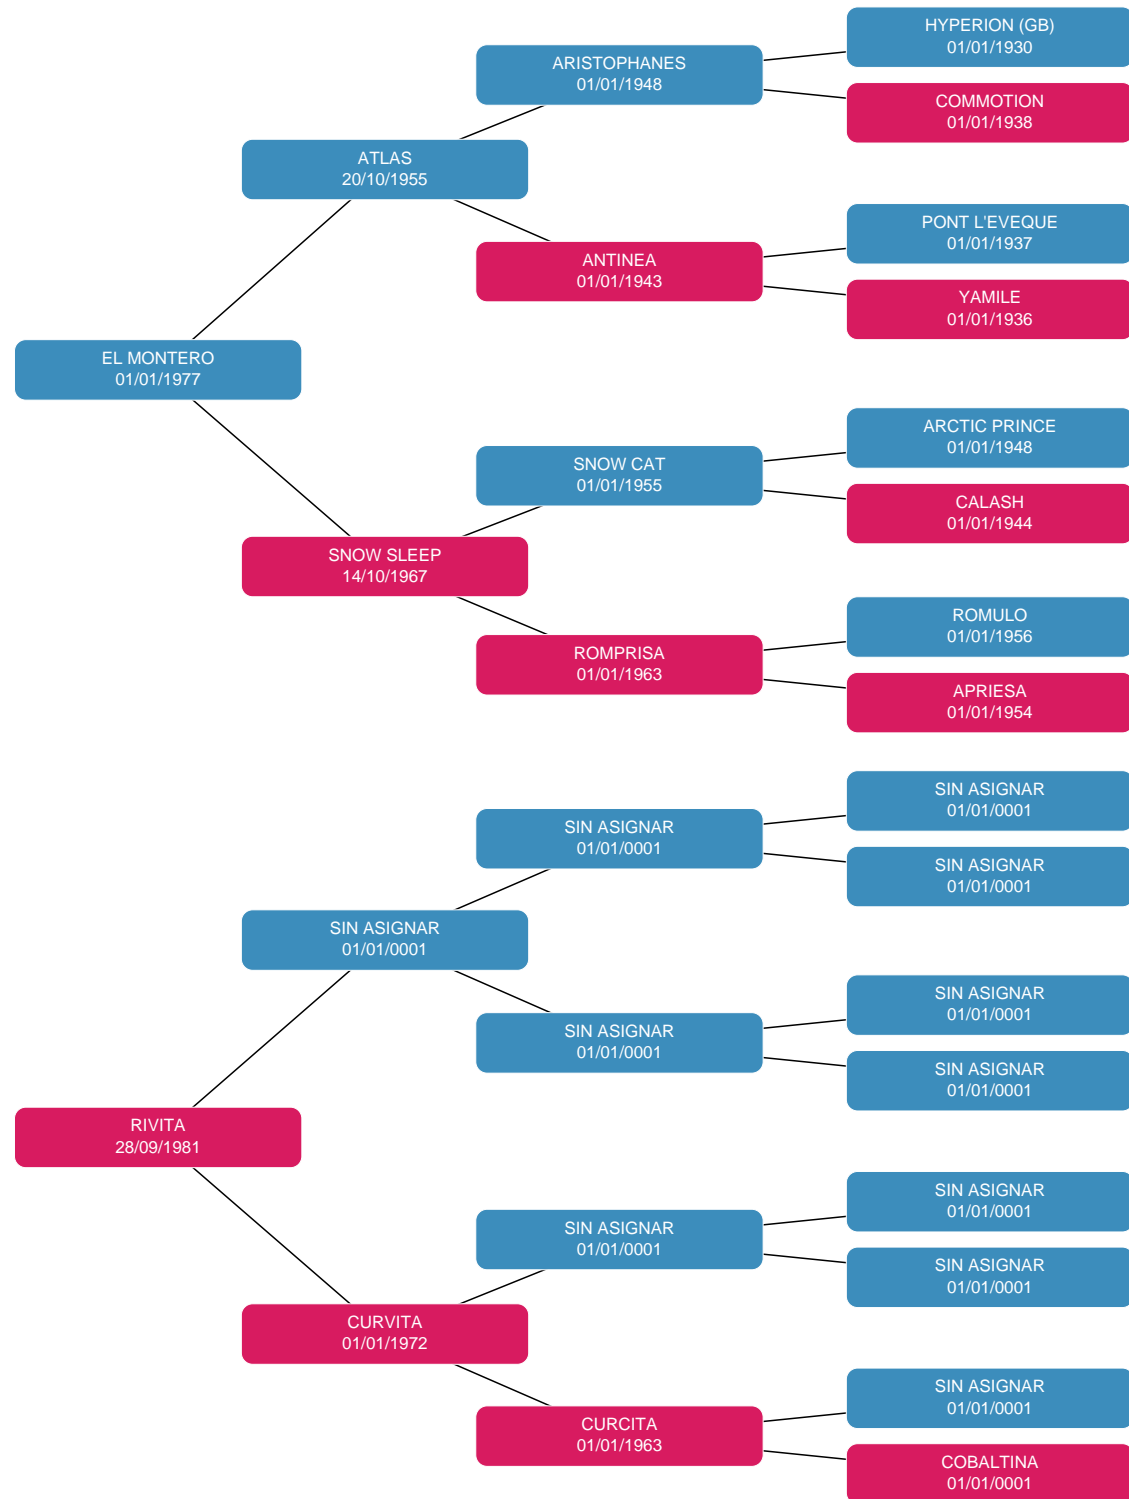 HYPERION (GB)
01/01/1930
ARISTOPHANES
01/01/1948
COMMOTION
01/01/1938
ATLAS
20/10/1955
PONT L'EVEQUE
01/01/1937
ANTINEA
01/01/1943
YAMILE
01/01/1936
EL MONTERO
01/01/1977
ARCTIC PRINCE
01/01/1948
SNOW CAT
01/01/1955
CALASH
01/01/1944
SNOW SLEEP
14/10/1967
ROMULO
01/01/1956
ROMPRISA
01/01/1963
APRIESA
01/01/1954
SIN ASIGNAR
01/01/0001
SIN ASIGNAR
01/01/0001
SIN ASIGNAR
01/01/0001
SIN ASIGNAR
01/01/0001
SIN ASIGNAR
01/01/0001
SIN ASIGNAR
01/01/0001
SIN ASIGNAR
01/01/0001
RIVITA
28/09/1981
SIN ASIGNAR
01/01/0001
SIN ASIGNAR
01/01/0001
SIN ASIGNAR
01/01/0001
CURVITA
01/01/1972
SIN ASIGNAR
01/01/0001
CURCITA
01/01/1963
COBALTINA
01/01/0001